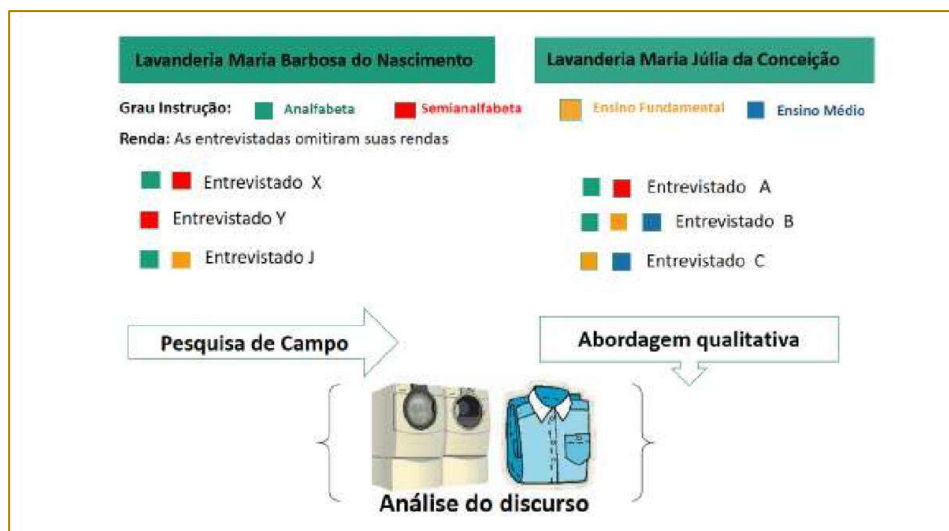 Lavanderia Maria Barbosa do Nascimento
Lavanderia Maria Júlia da Conceição
Grau Instrução: Analfabeta Semianalfabeta Ensino Fundamental Ensino Médio
Renda: As entrevistadas omitiram suas rendas
Entrevistado X
Entrevistado Y
Entrevistado J
Entrevistado A
Entrevistado B
Entrevistado C
Pesquisa de Campo
Abordagem qualitativa
Análise do discurso